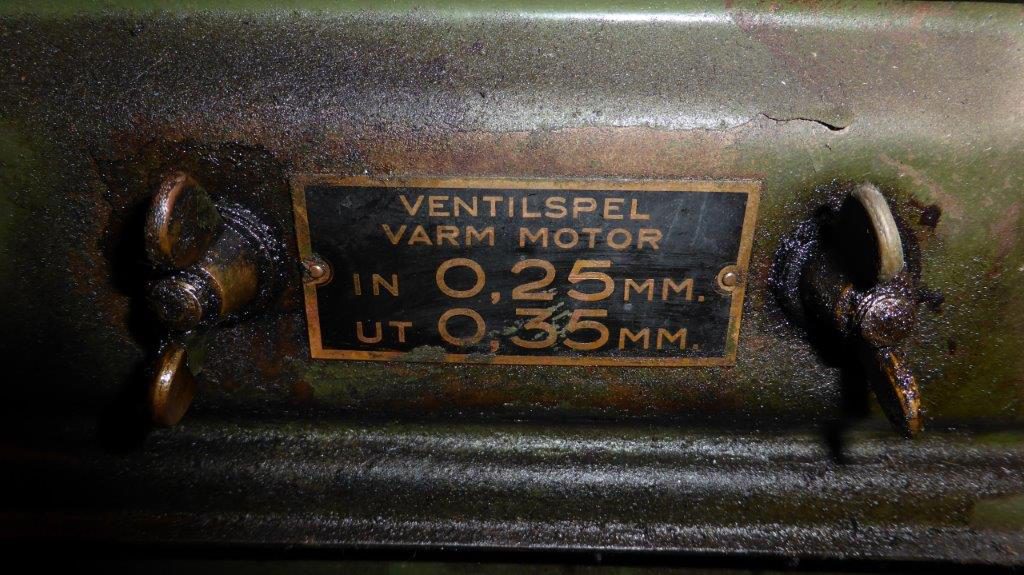 VENTILSPEL
VARM MOTOR
IN 0,25 MM.
UT 0,35 MM.